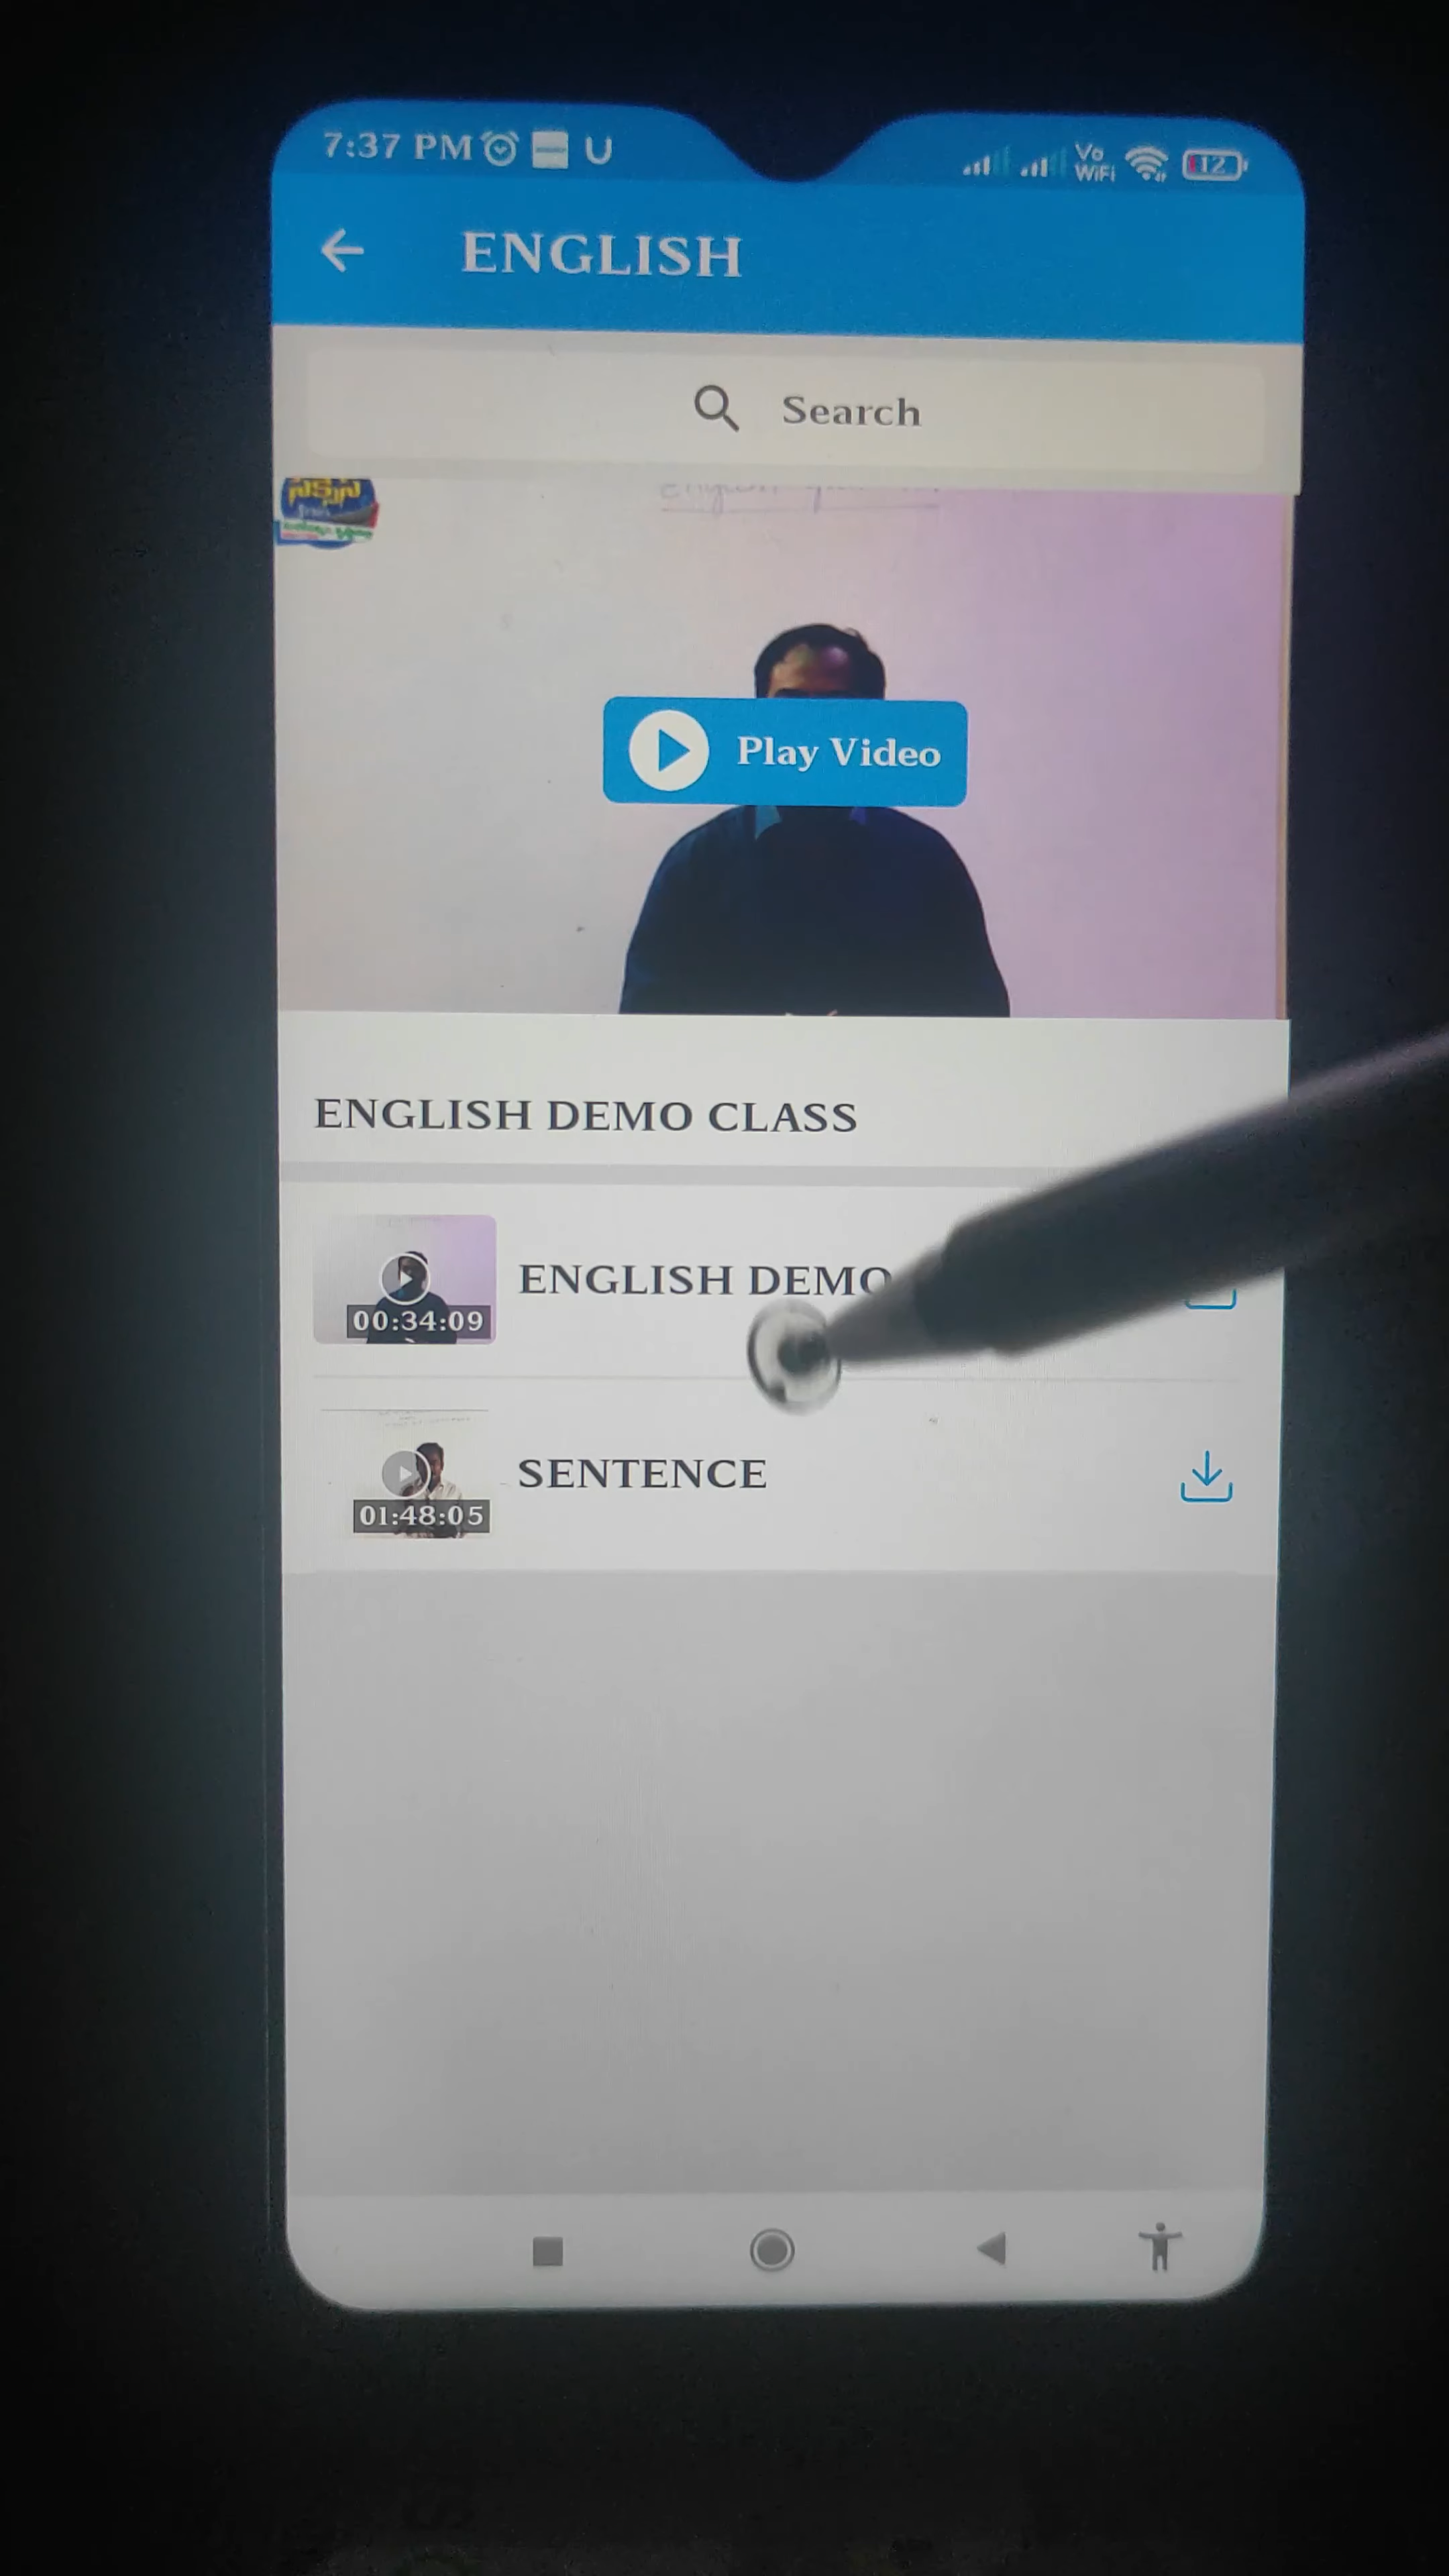 7:37 PM U
Vo
WiFi
12
ENGLISH
Search
సక్సెస్
Play Video
ENGLISH DEMO CLASS
ENGLISH DEMO
00:34:09
SENTENCE
01:48:05